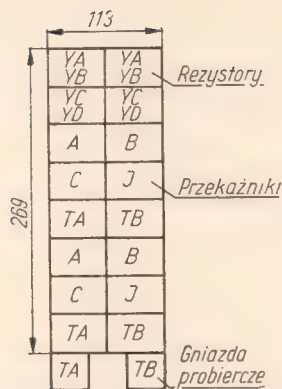 113
269
YA YA
YB YB
Rezystory
YC YC
YD YD
A B
C J
Przekaźniki
TA TB
A B
C J
TA TB
Gniazda
probiercze
TA TB